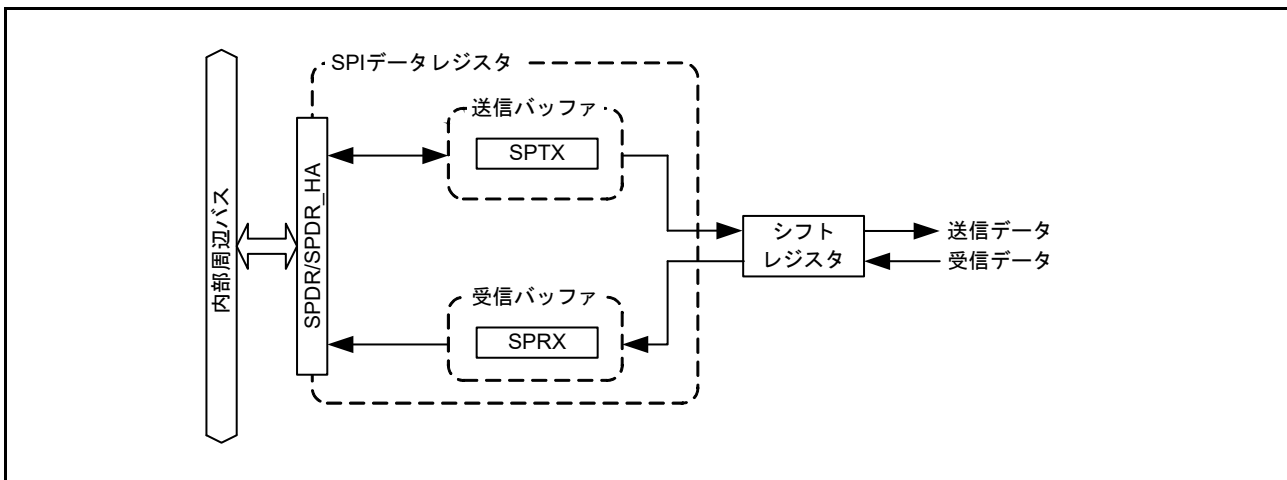 SPIデータレジスタ
送信バッファ
SPTX
内部周辺バス
SPDR/SPDR_HA
シフト
レジスタ
送信データ
受信データ
受信バッファ
SPRX